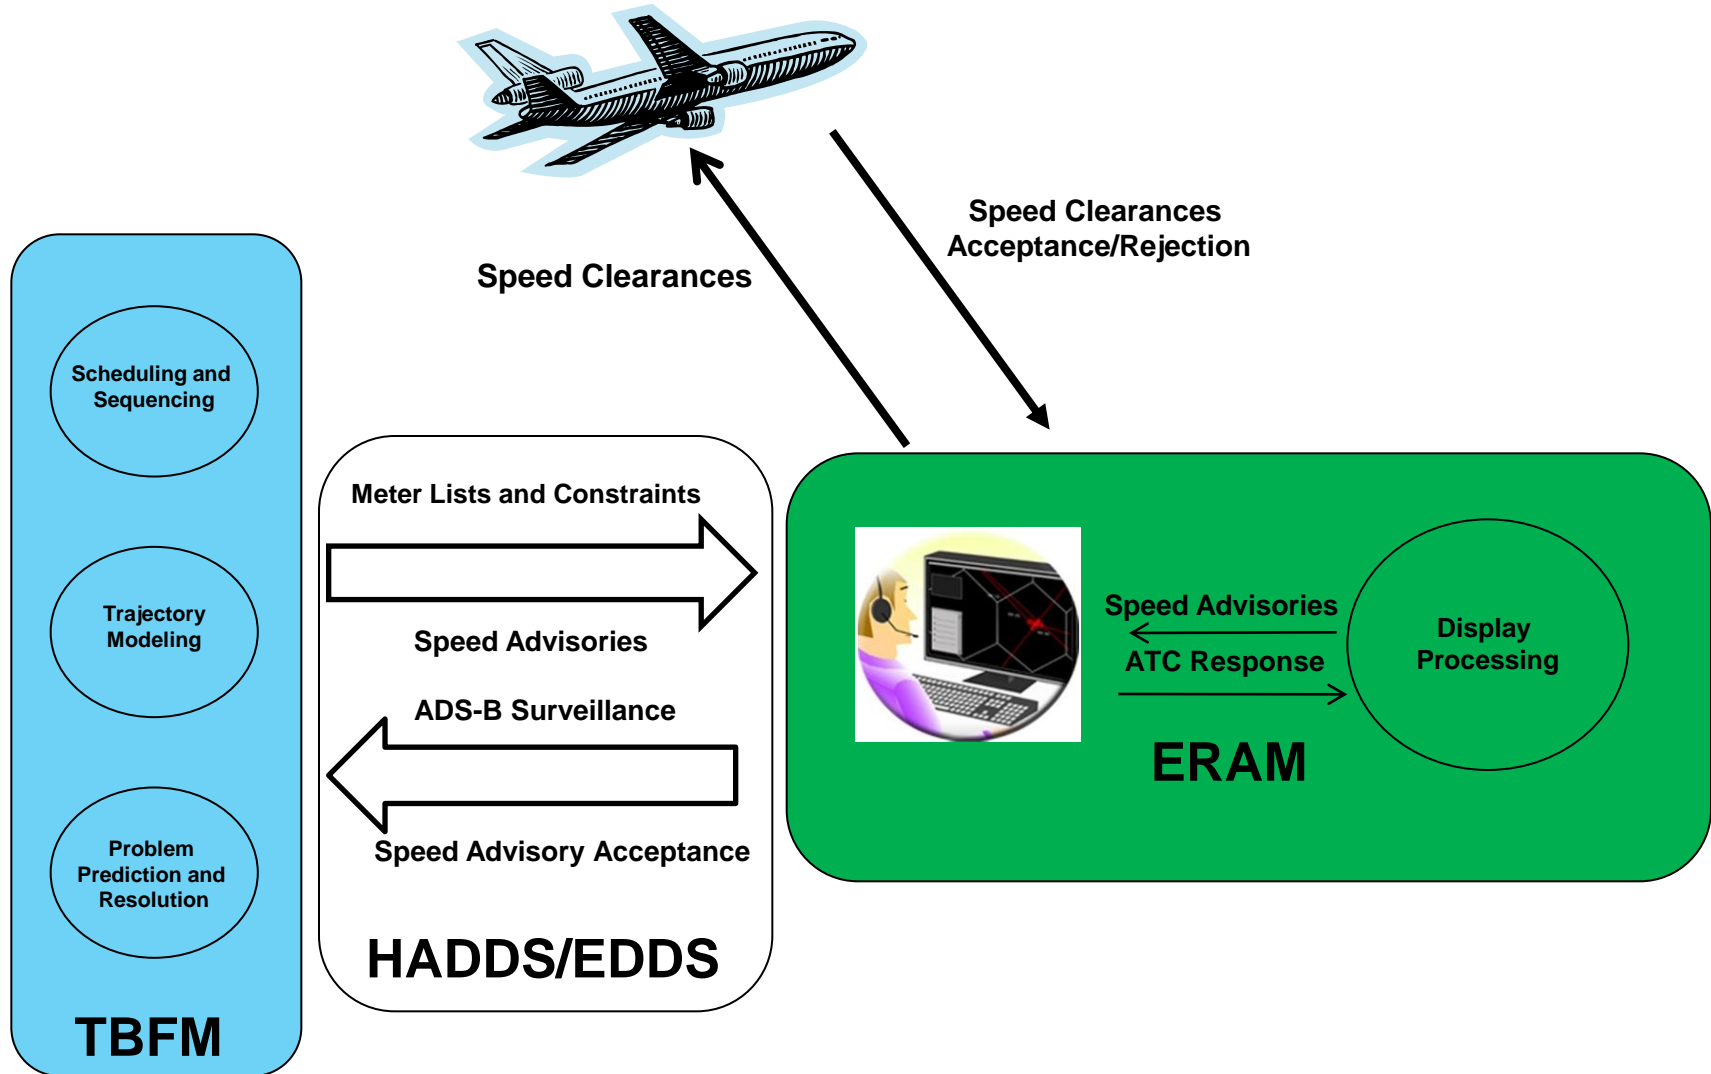 Speed Clearances
Acceptance/Rejection
Speed Clearances
Scheduling and
Sequencing
Trajectory
Modeling
Problem
Prediction and
Resolution
TBFM
Meter Lists and Constraints
Speed Advisories
ADS-B Surveillance
Speed Advisory Acceptance
HADDS/EDDS
Speed Advisories
ATC Response
Display
Processing
ERAM